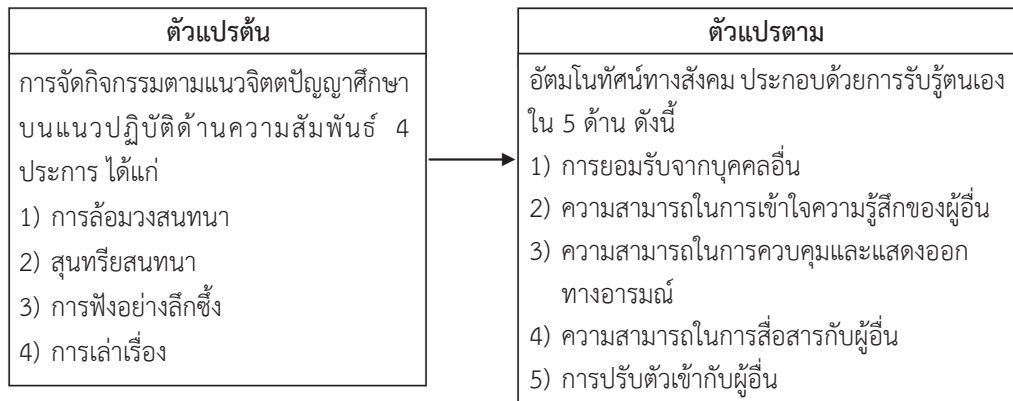 ตัวแปรต้น
การจัดกิจกรรมตามแนวจิตตปัญญาศึกษา
บนแนวปฏิบัติด้านความสัมพันธ์ 4
ประการ ได้แก่
1) การล้อมวงสนทนา
2) สุนทรียสนทนา
3) การฟังอย่างลึกซึ้ง
4) การเล่าเรื่อง
ตัวแปรตาม
อัตมโนทัศน์ทางสังคม ประกอบด้วยการรับรู้ตนเอง
ใน 5 ด้าน ดังนี้
1) การยอมรับจากบุคคลอื่น
2) ความสามารถในการเข้าใจความรู้สึกของผู้อื่น
3) ความสามารถในการควบคุมและแสดงออก
ทางอารมณ์
4) ความสามารถในการสื่อสารกับผู้อื่น
5) การปรับตัวเข้ากับผู้อื่น